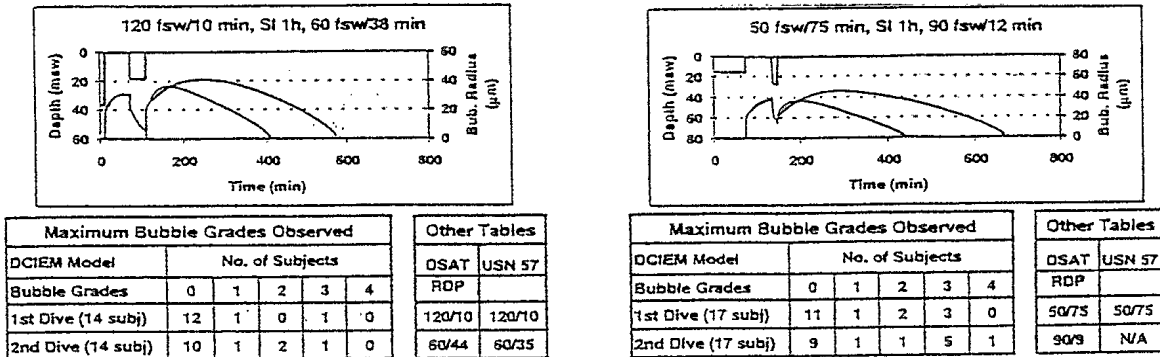 120 fsw/10 min, SI 1h, 60 fsw/38 min
Depth (msw)
0
20
40
60
60
40
20
0
Bub. Radius (µm)
0 200 400 600 800
Time (min)
Maximum Bubble Grades Observed
DCIEM Model No. of Subjects
Bubble Grades 0 1 2 3 4
1st Dive (14 subj) 12 1 0 1 0
2nd Dive (14 subj) 10 1 2 1 0
Other Tables
DSAT USN 57
RDP
120/10 120/10
60/44 60/35
50 fsw/75 min, SI 1h, 90 fsw/12 min
Depth (msw)
0
20
40
60
80
80
60
40
20
0
Bub. Radius (µm)
0 200 400 600 800
Time (min)
Maximum Bubble Grades Observed
DCIEM Model No. of Subjects
Bubble Grades 0 1 2 3 4
1st Dive (17 subj) 11 1 2 3 0
2nd Dive (17 subj) 9 1 1 5 1
Other Tables
DSAT USN 57
RDP
50/75 50/75
90/9 N/A